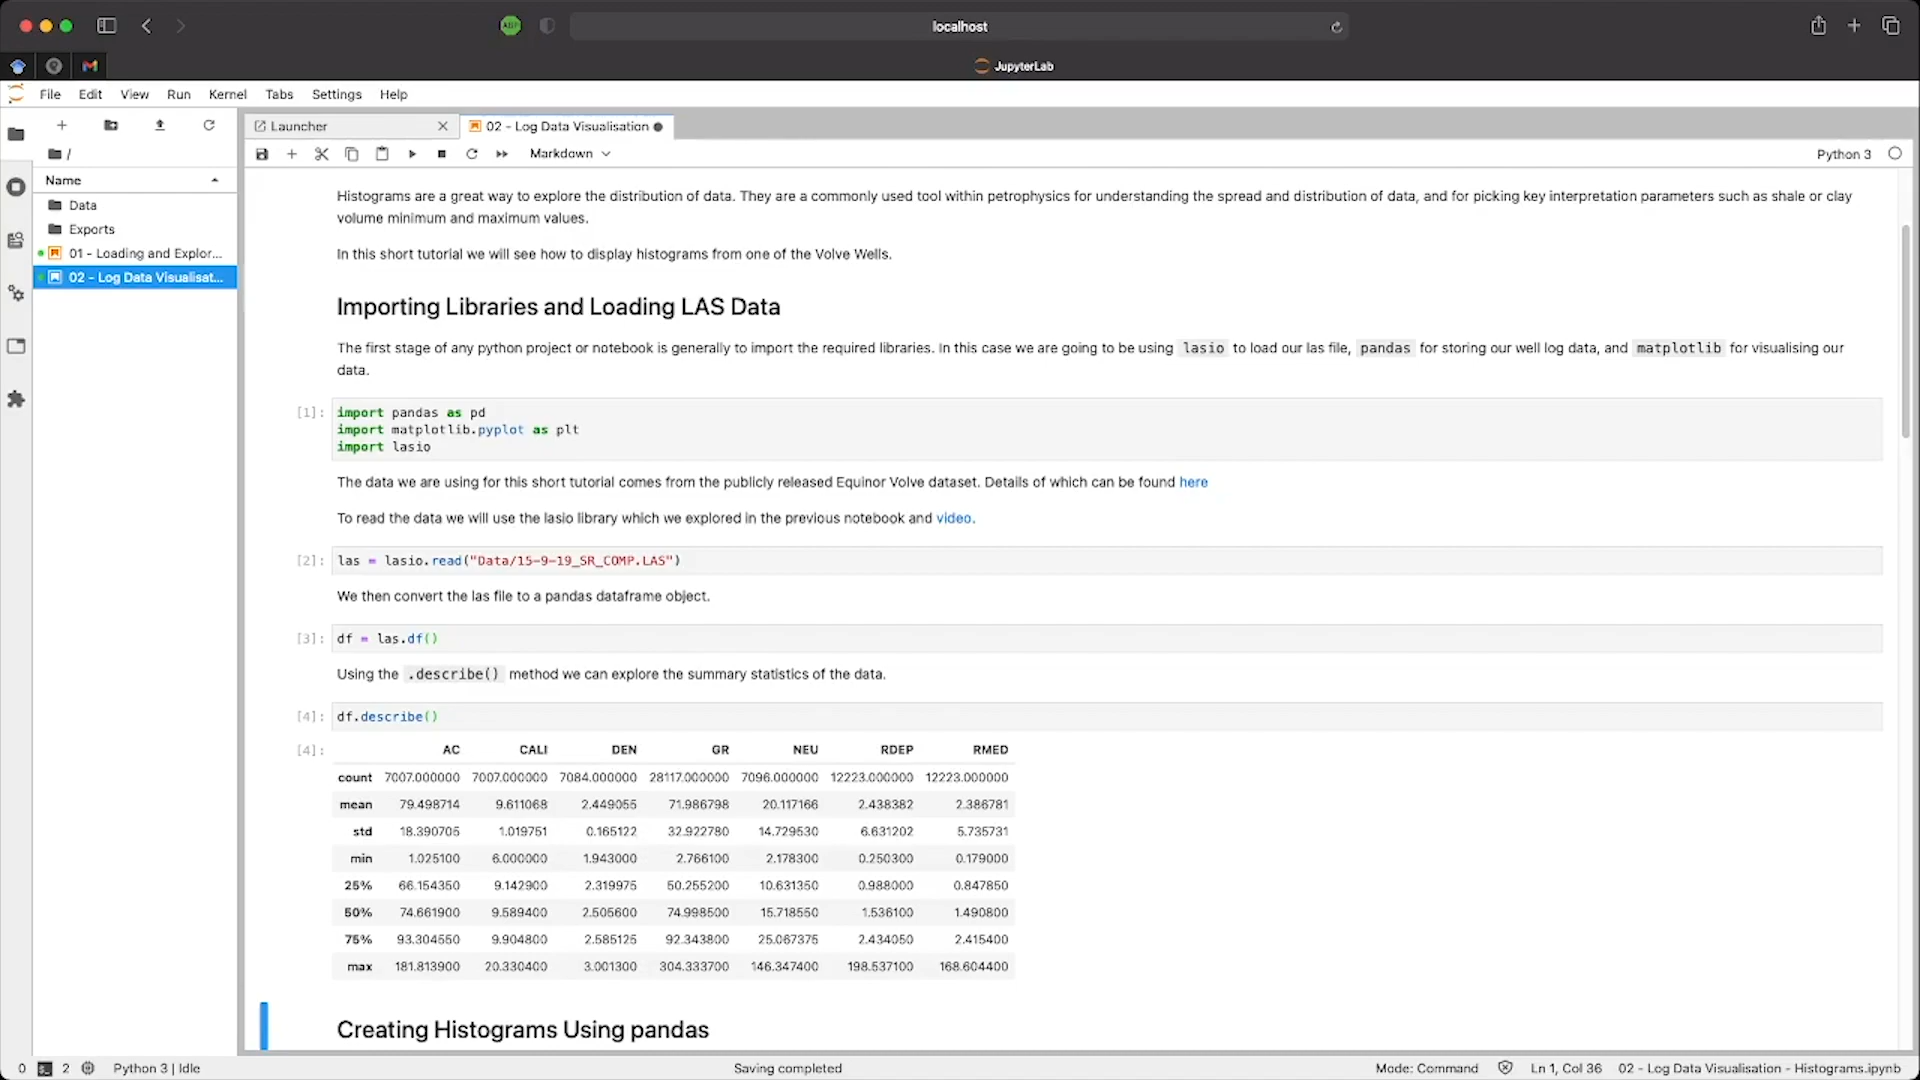 localhost
JupyterLab
File Edit View Run Kernel Tabs Settings Help
Launcher
02 - Log Data Visualisation
/
Markdown
Python 3
Name
Data
Exports
01 - Loading and Explor...
02 - Log Data Visualisat...
Histograms are a great way to explore the distribution of data. They are a commonly used tool within petrophysics for understanding the spread and distribution of data, and for picking key interpretation parameters such as shale or clay
volume minimum and maximum values.
In this short tutorial we will see how to display histograms from one of the Volve Wells.
Importing Libraries and Loading LAS Data
The first stage of any python project or notebook is generally to import the required libraries. In this case we are going to be using lasio to load our las file, pandas for storing our well log data, and matplotlib for visualising our
data.
[1]: import pandas as pd
import matplotlib.pyplot as plt
import lasio
The data we are using for this short tutorial comes from the publicly released Equinor Volve dataset. Details of which can be found here
To read the data we will use the lasio library which we explored in the previous notebook and video.
[2]: las = lasio.read("Data/15-9-19_SR_COMP.LAS")
We then convert the las file to a pandas dataframe object.
[3]: df = las.df()
Using the .describe() method we can explore the summary statistics of the data.
[4]: df.describe()
[4]: AC CALI DEN GR NEU RDEP RMED
count 7007.000000 7007.000000 7084.000000 28117.000000 7096.000000 12223.000000 12223.000000
mean 79.498714 9.611068 2.449055 71.986798 20.117166 2.438382 2.386781
std 18.390705 1.019751 0.165122 32.922780 14.729530 6.631202 5.735731
min 1.025100 6.000000 1.943000 2.766100 2.178300 0.250300 0.179000
25% 66.154350 9.142900 2.319975 50.255200 10.631350 0.988000 0.847850
50% 74.661900 9.589400 2.505600 74.998500 15.718550 1.536100 1.490800
75% 93.304550 9.904800 2.585125 92.343800 25.067375 2.434050 2.415400
max 181.813900 20.330400 3.001300 304.333700 146.347400 198.537100 168.604400
Creating Histograms Using pandas
0 2 Python 3 | Idle
Saving completed
Mode: Command
Ln 1, Col 36
02 - Log Data Visualisation - Histograms.ipynb